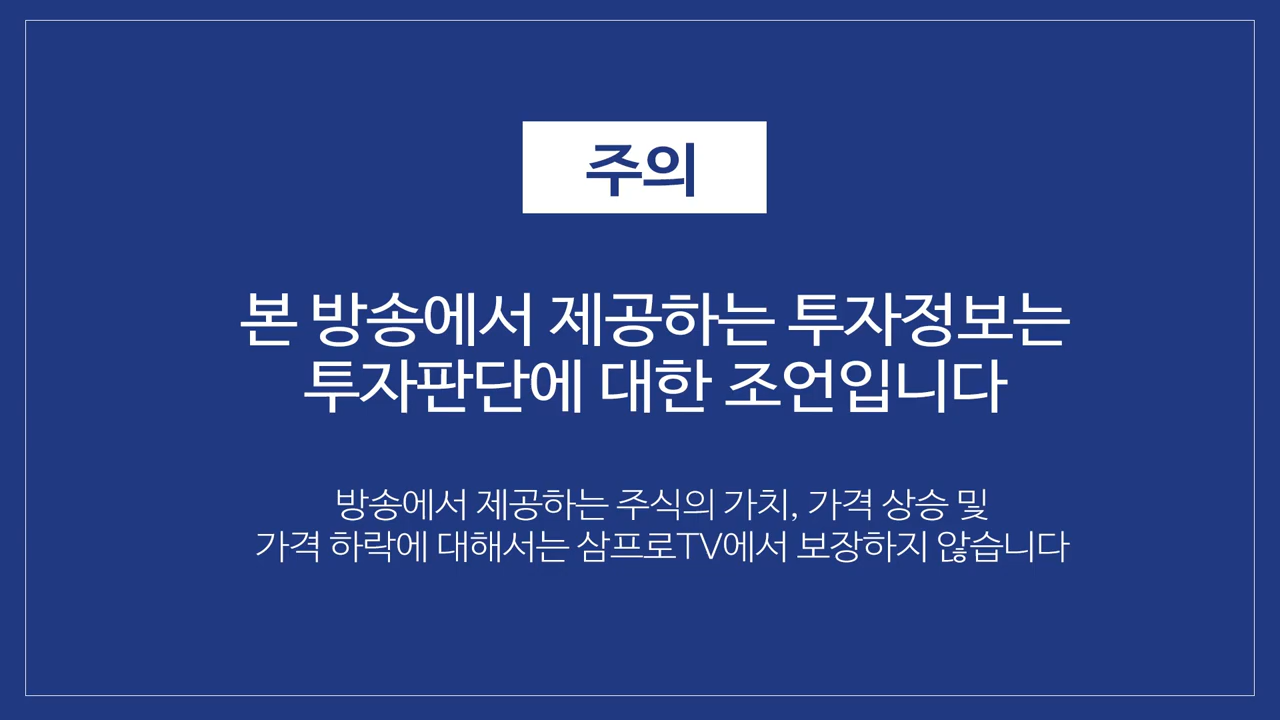 주의
본 방송에서 제공하는 투자정보는
투자판단에 대한 조언입니다
방송에서 제공하는 주식의 가치, 가격 상승 및
가격 하락에 대해서는 삼프로TV에서 보장하지 않습니다